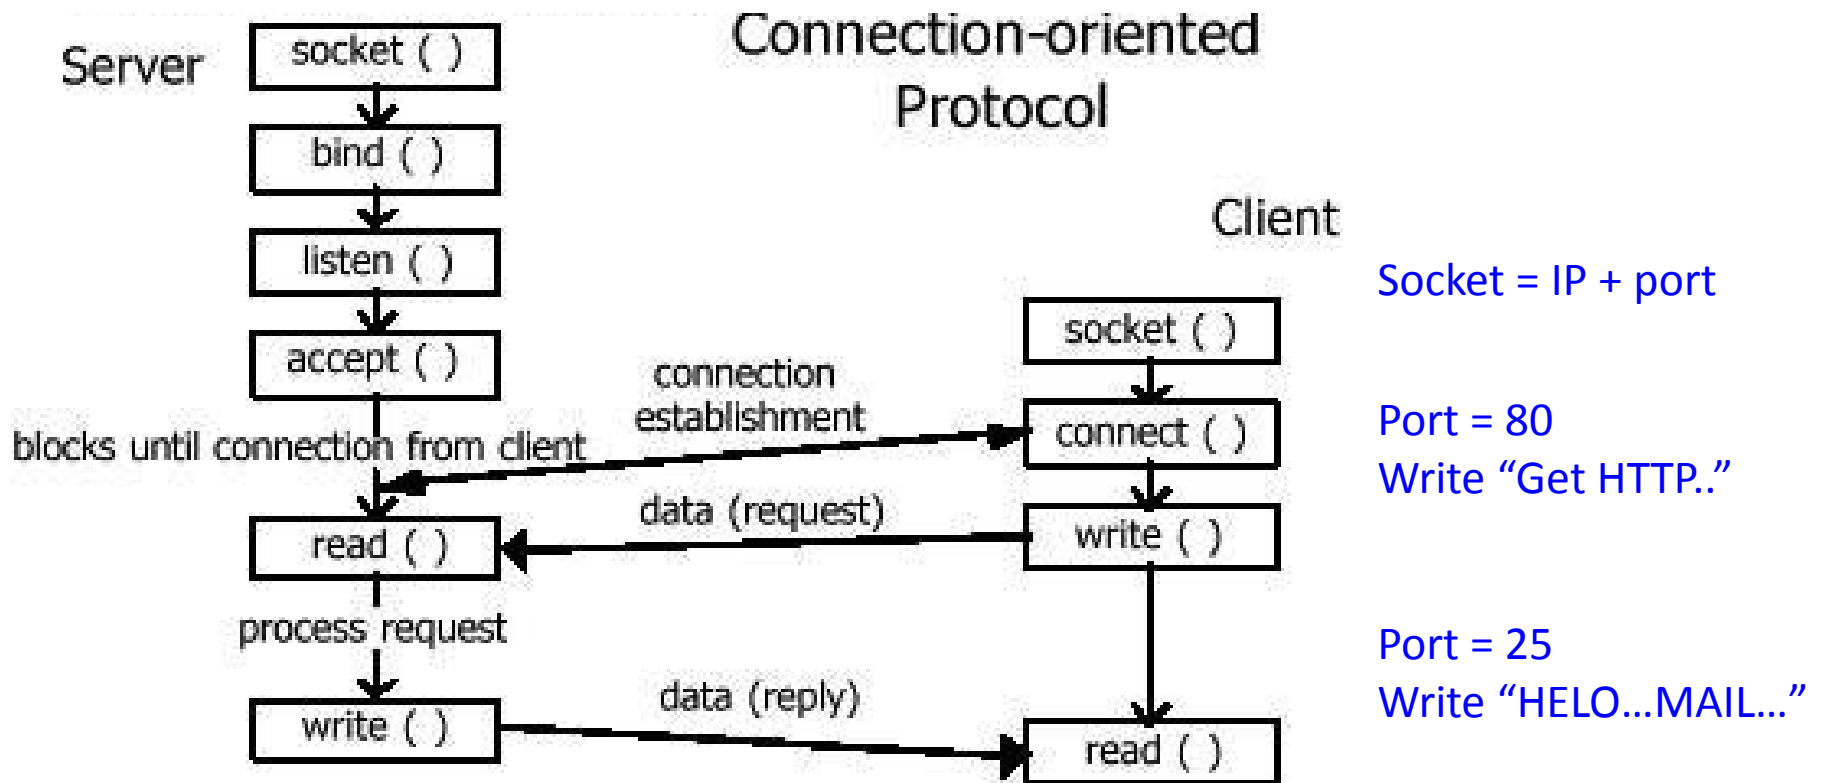 Connection-oriented
Protocol
Server
socket ( )
bind ( )
listen ( )
accept ( )
blocks until connection from client
read ( )
process request
write ( )
connection
establishment
data (request)
data (reply)
Client
socket ( )
connect ( )
write ( )
read ( )
Socket = IP + port
Port = 80
Write “Get HTTP..”
Port = 25
Write “HELO…MAIL…”